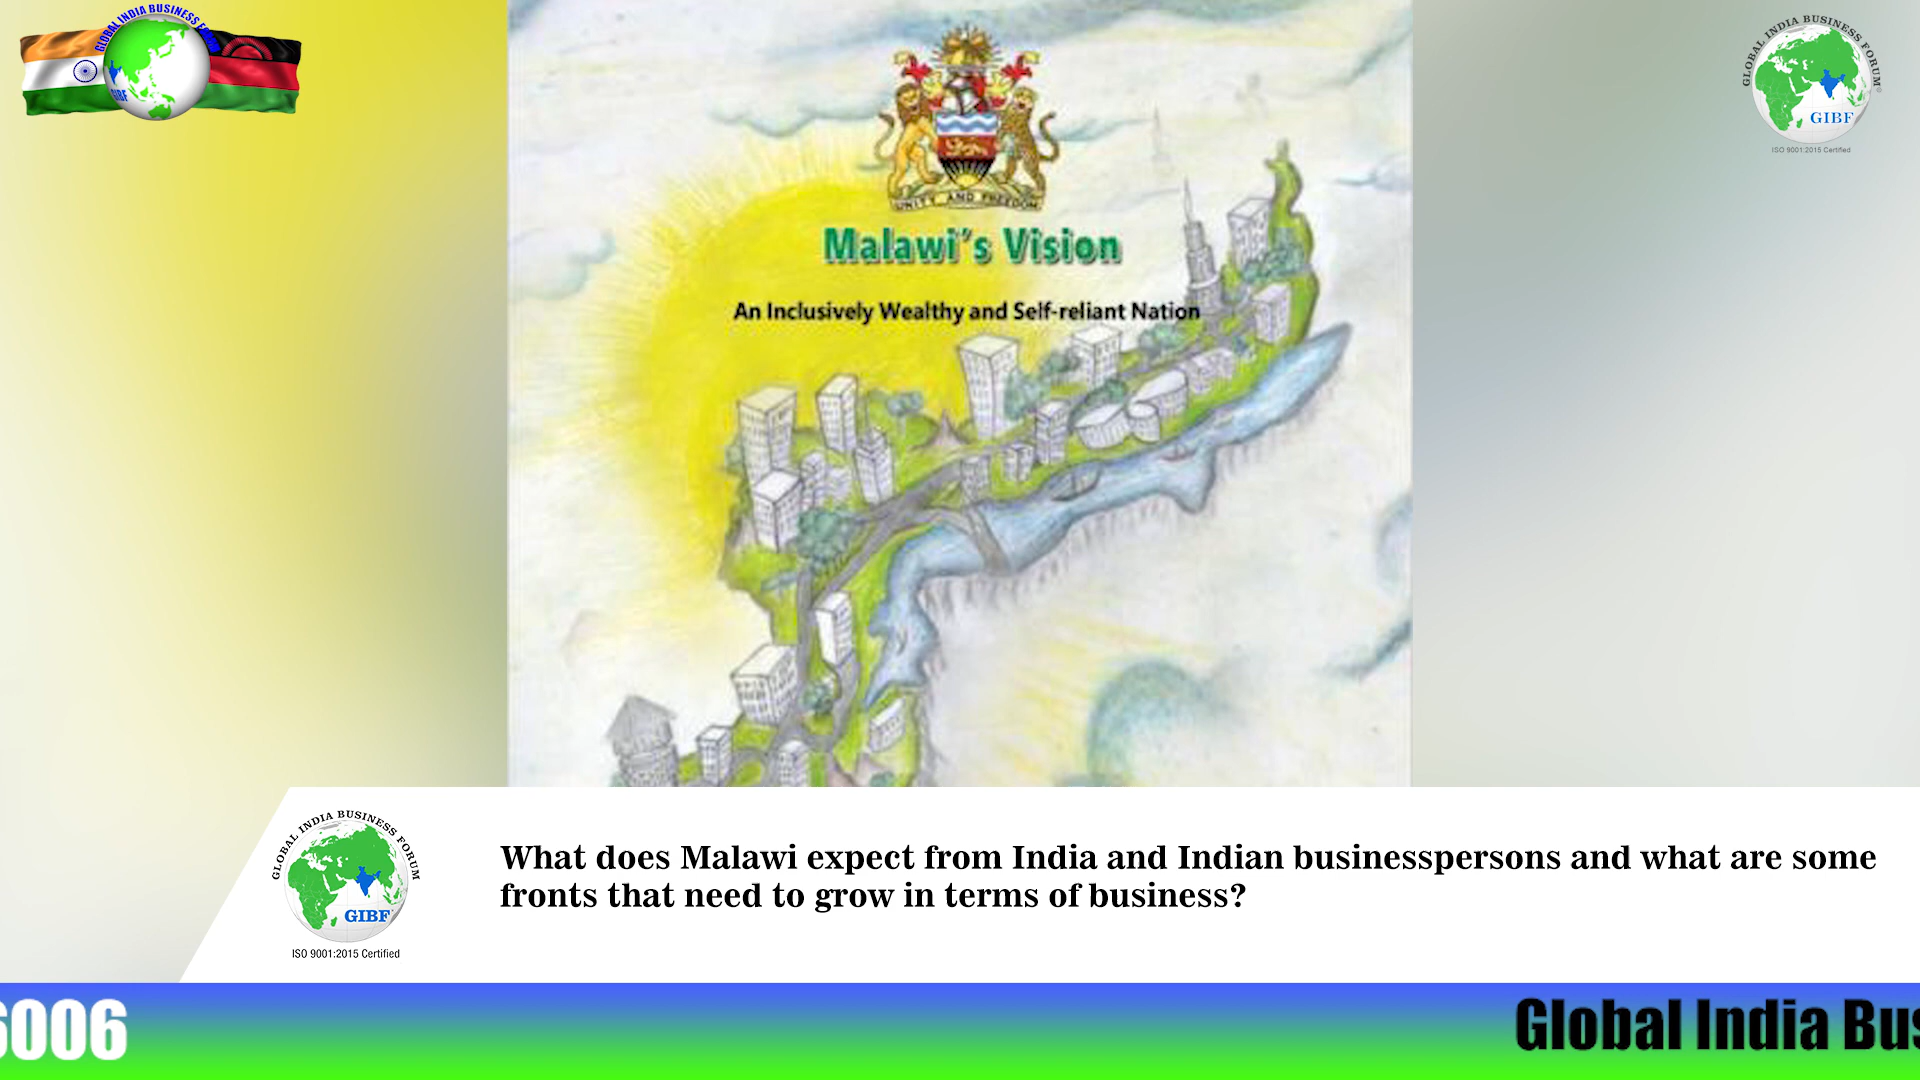 GLOBAL INDIA BUSINESS FORUM
GIBF
GLOBAL INDIA BUSINESS FORUM
GIBF
ISO 9001:2015 Certified
UNITY AND FREEDOM
Malawi's Vision
An Inclusively Wealthy and Self-reliant Nation
GLOBAL INDIA BUSINESS FORUM
GIBF
ISO 9001:2015 Certified
What does Malawi expect from India and Indian businesspersons and what are some
fronts that need to grow in terms of business?
6006
Global India Bus